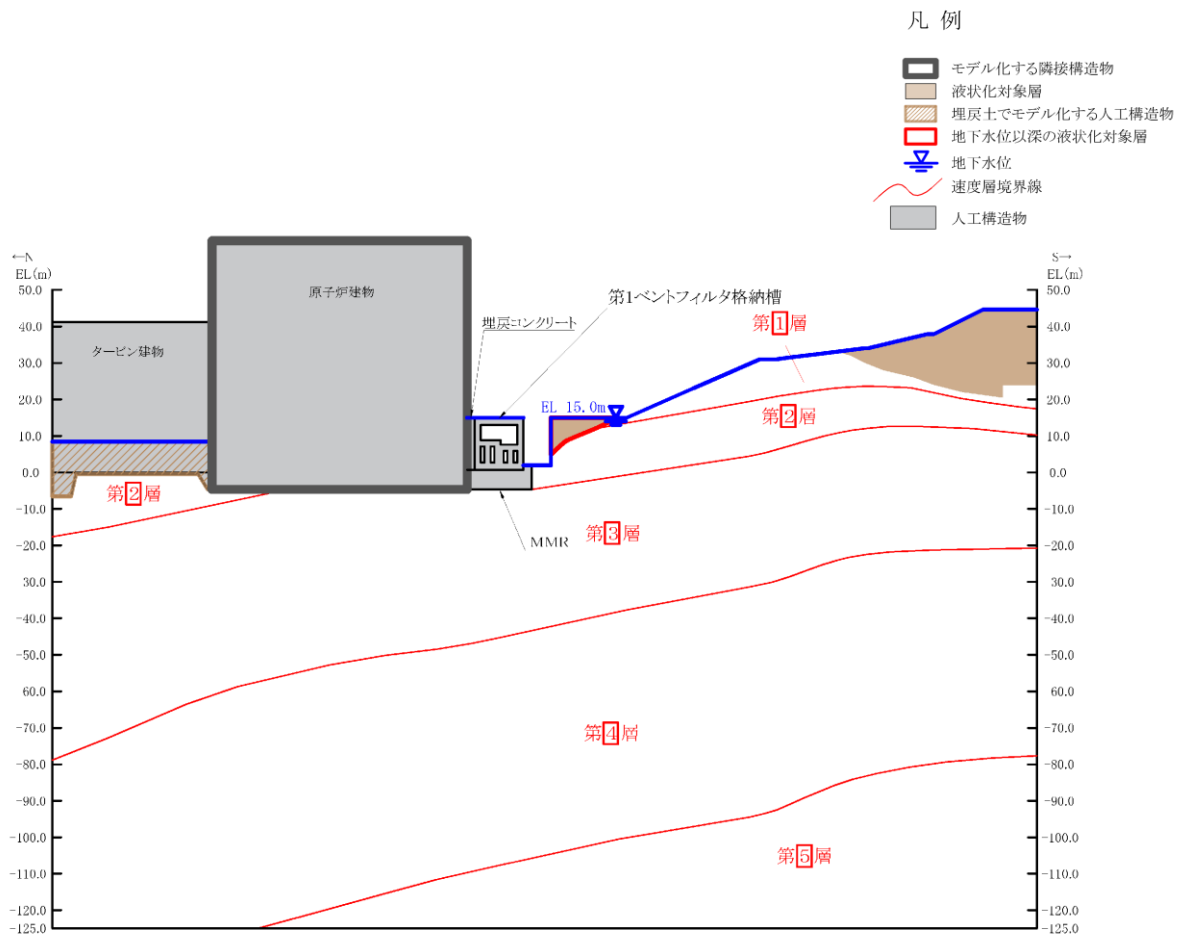 凡 例
モデル化する隣接構造物
液状化対象層
埋戻土でモデル化する人工構造物
地下水位以深の液状化対象層
地下水位
速度層境界線
人工構造物
←N
EL(m)
50.0
40.0
30.0
20.0
10.0
0.0
-10.0
-20.0
30.0
-40.0
-50.0
60.0
-70.0
-80.0
-90.0
-100.0
-110.0
-120.0
-125.0
S→
EL(m)
50.0
40.0
30.0
20.0
10.0
0.0
-10.0
-20.0
30.0
-40.0
-50.0
60.0
-70.0
-80.0
-90.0
-100.0
-110.0
-120.0
-125.0
原子炉建物
タービン建物
埋戻コンクリート
第1ベントフィルタ格納槽
EL 15.0m
MMR
第1層
第2層
第2層
第3層
第4層
第5層